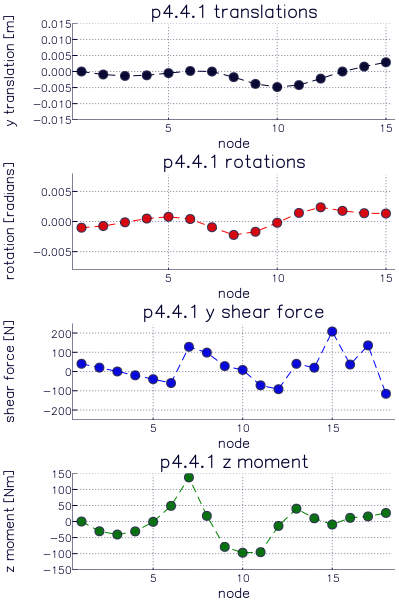 p4.4.1 translations
y translation [m]
0.015
0.010
0.005
0.000
−0.005
−0.010
−0.015
5
10
15
node
p4.4.1 rotations
rotation [radians]
0.005
0.000
−0.005
5
10
15
node
p4.4.1 y shear force
shear force [N]
200
100
0
−100
−200
5
10
15
node
p4.4.1 z moment
z moment [Nm]
150
100
50
0
−50
−100
−150
5
10
15
node